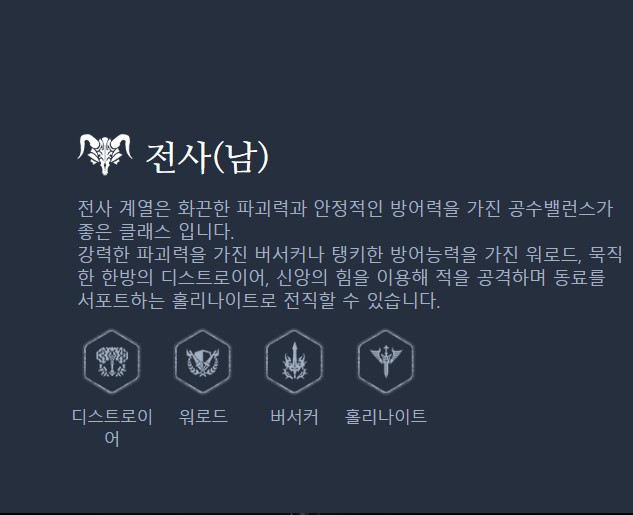 전사(남)
전사 계열은 화끈한 파괴력과 안정적인 방어력을 가진 공수밸런스가
좋은 클래스 입니다.
강력한 파괴력을 가진 버서커나 탱키한 방어능력을 가진 워로드, 묵직
한 한방의 디스트로이어, 신앙의 힘을 이용해 적을 공격하며 동료를
서포트하는 홀리나이트로 전직할 수 있습니다.
디스트로이 워로드 버서커 홀리나이트
어